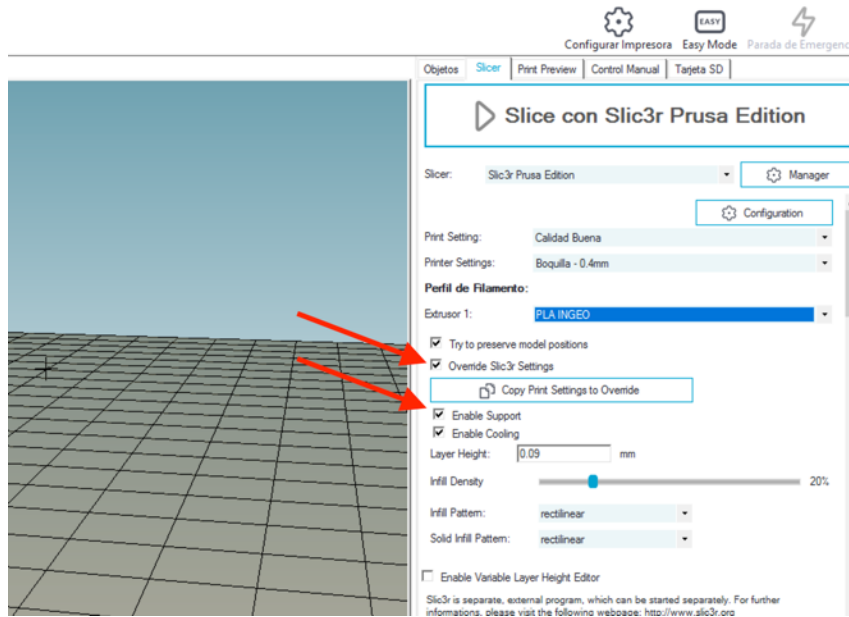 EASY
Configurar Impresora Easy Mode Parada de Emergenc
Objetos Slicer Print Preview Control Manual Tarjeta SD
Slice con Slic3r Prusa Edition
Slicer: Slic3r Prusa Edition Manager
Configuration
Print Setting: Calidad Buena
Printer Settings: Boquilla - 0.4mm
Perfil de Filamento:
Extrusor 1: PLA INGEO
Try to preserve model positions
Override Slic3r Settings
Copy Print Settings to Override
Enable Support
Enable Cooling
Layer Height: 0.09 mm
Infill Density 20%
Infill Pattern: rectilinear
Solid Infill Pattern: rectilinear
Enable Variable Layer Height Editor
Slic3r is separate, external program, which can be started separately. For further
informations, please visit the following webpage: http://www.slic3r.org